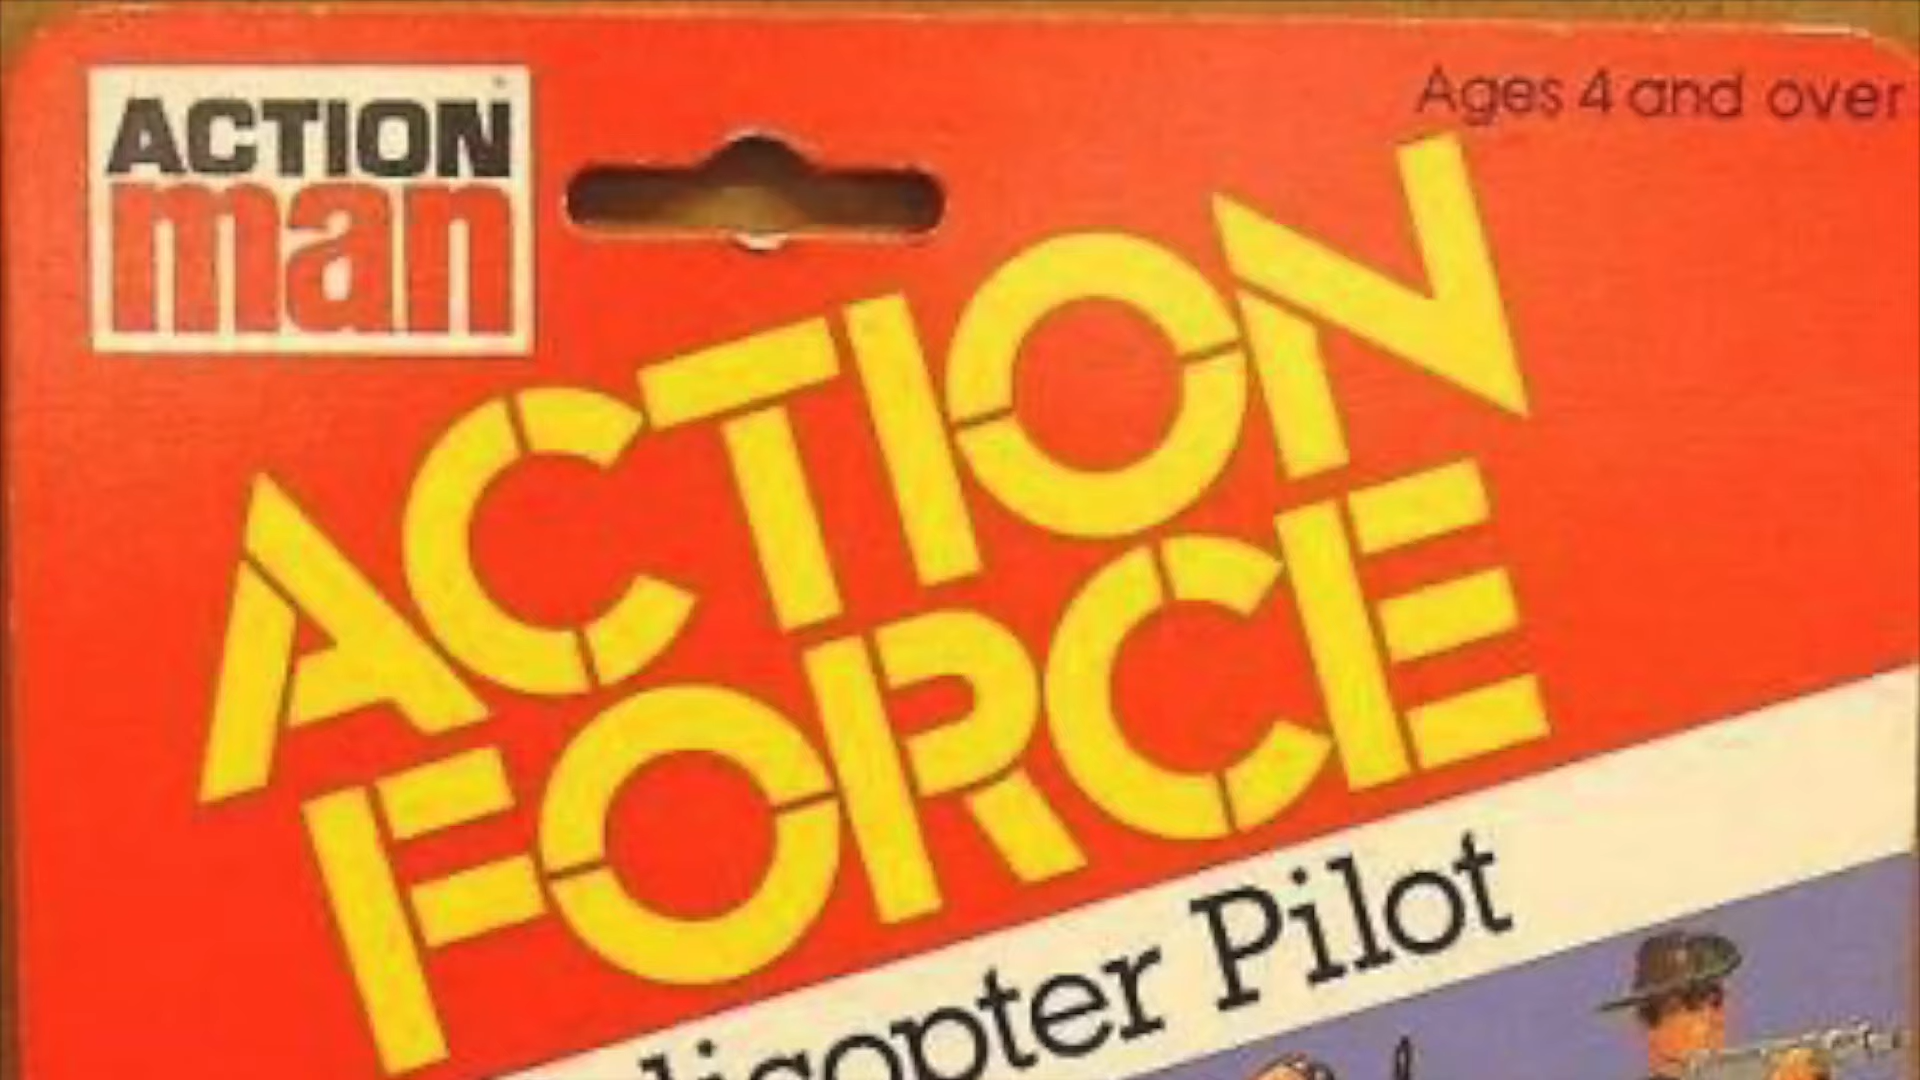 ACTION
man
Ages 4 and over
ACTION
FORCE
licopter Pilot